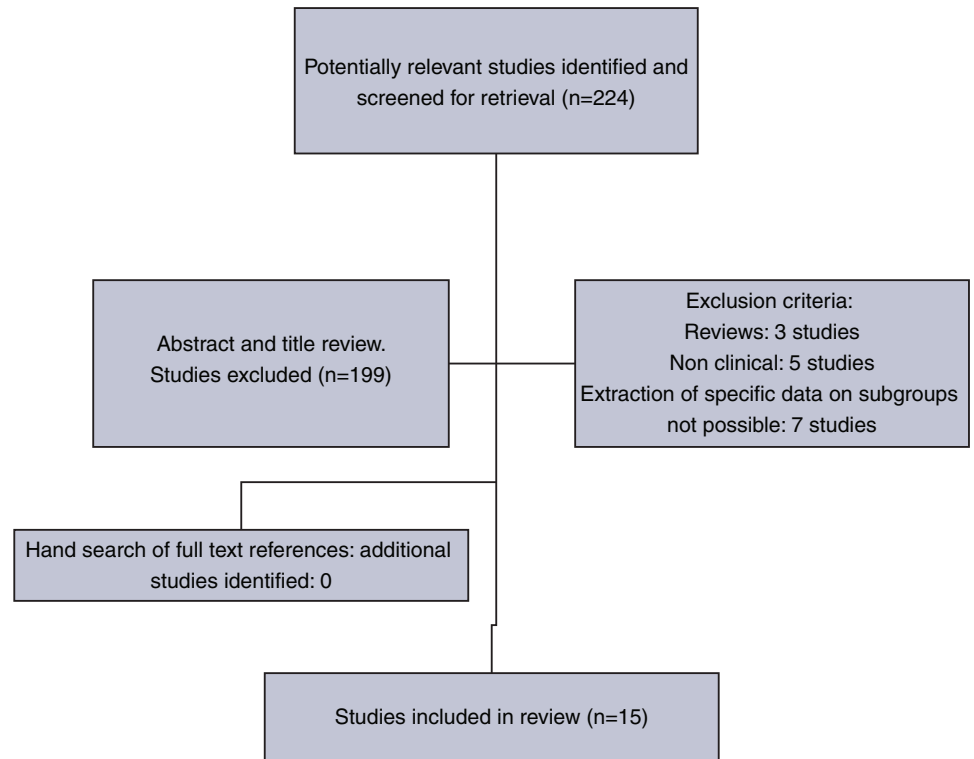 Potentially relevant studies identified and
screened for retrieval (n=224)
Abstract and title review.
Studies excluded (n=199)
Exclusion criteria:
Reviews: 3 studies
Non clinical: 5 studies
Extraction of specific data on subgroups
not possible: 7 studies
Hand search of full text references: additional
studies identified: 0
Studies included in review (n=15)